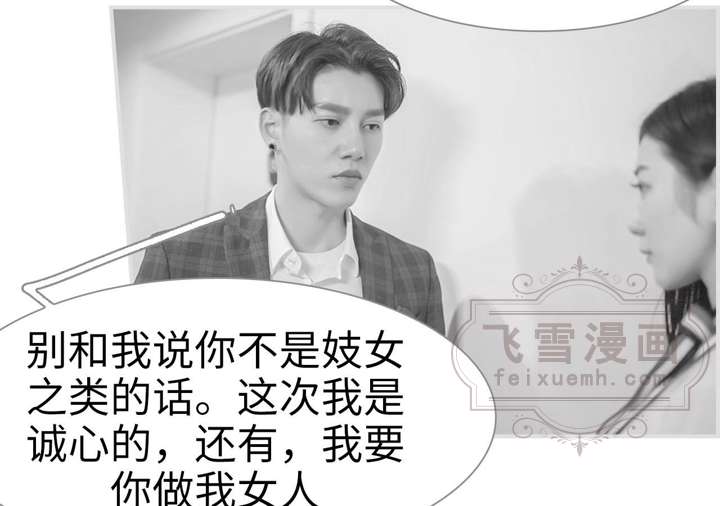 飞雪漫画
feixuemh.com
别和我说你不是妓女
之类的话。这次我是
诚心的，还有，我要
你做我女人